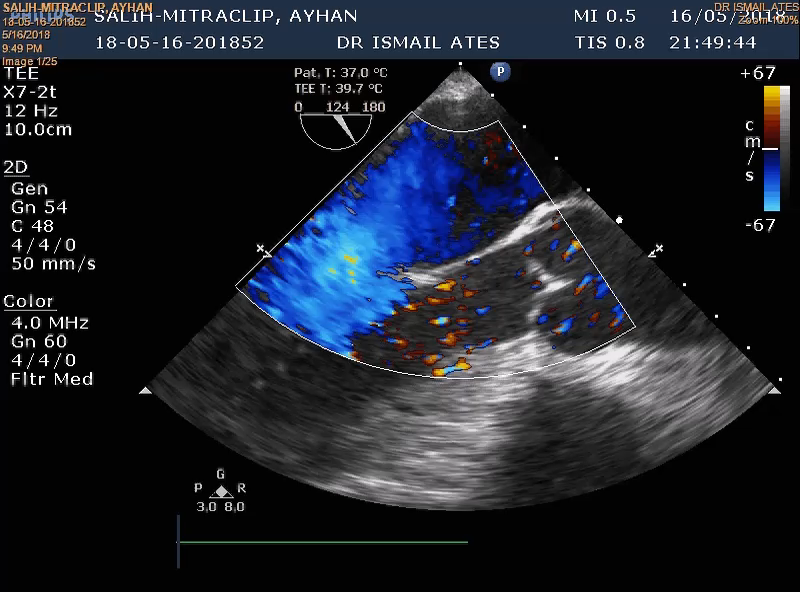 SALIH-MITRACLIP, AYHAN
18-05-16-201852
5/16/2018
9:49 PM
Image 1/25
DR ISMAIL ATES
Zoom 100%
SALIH-MITRACLIP, AYHAN
MI 0.5
16/05/2018
18-05-16-201852
DR ISMAIL ATES
TIS 0.8
21:49:44
TEE
X7-2t
12 Hz
10.0cm
2D
Gen
Gn 54
C 48
4/4/0
50 mm/s
Color
4.0 MHz
Gn 60
4/4/0
Fltr Med
Pat. T: 37.0 °C
TEE T: 39.7 °C
0 124 180
P
+67
cm/s
-67
G
P R
3.0 8.0